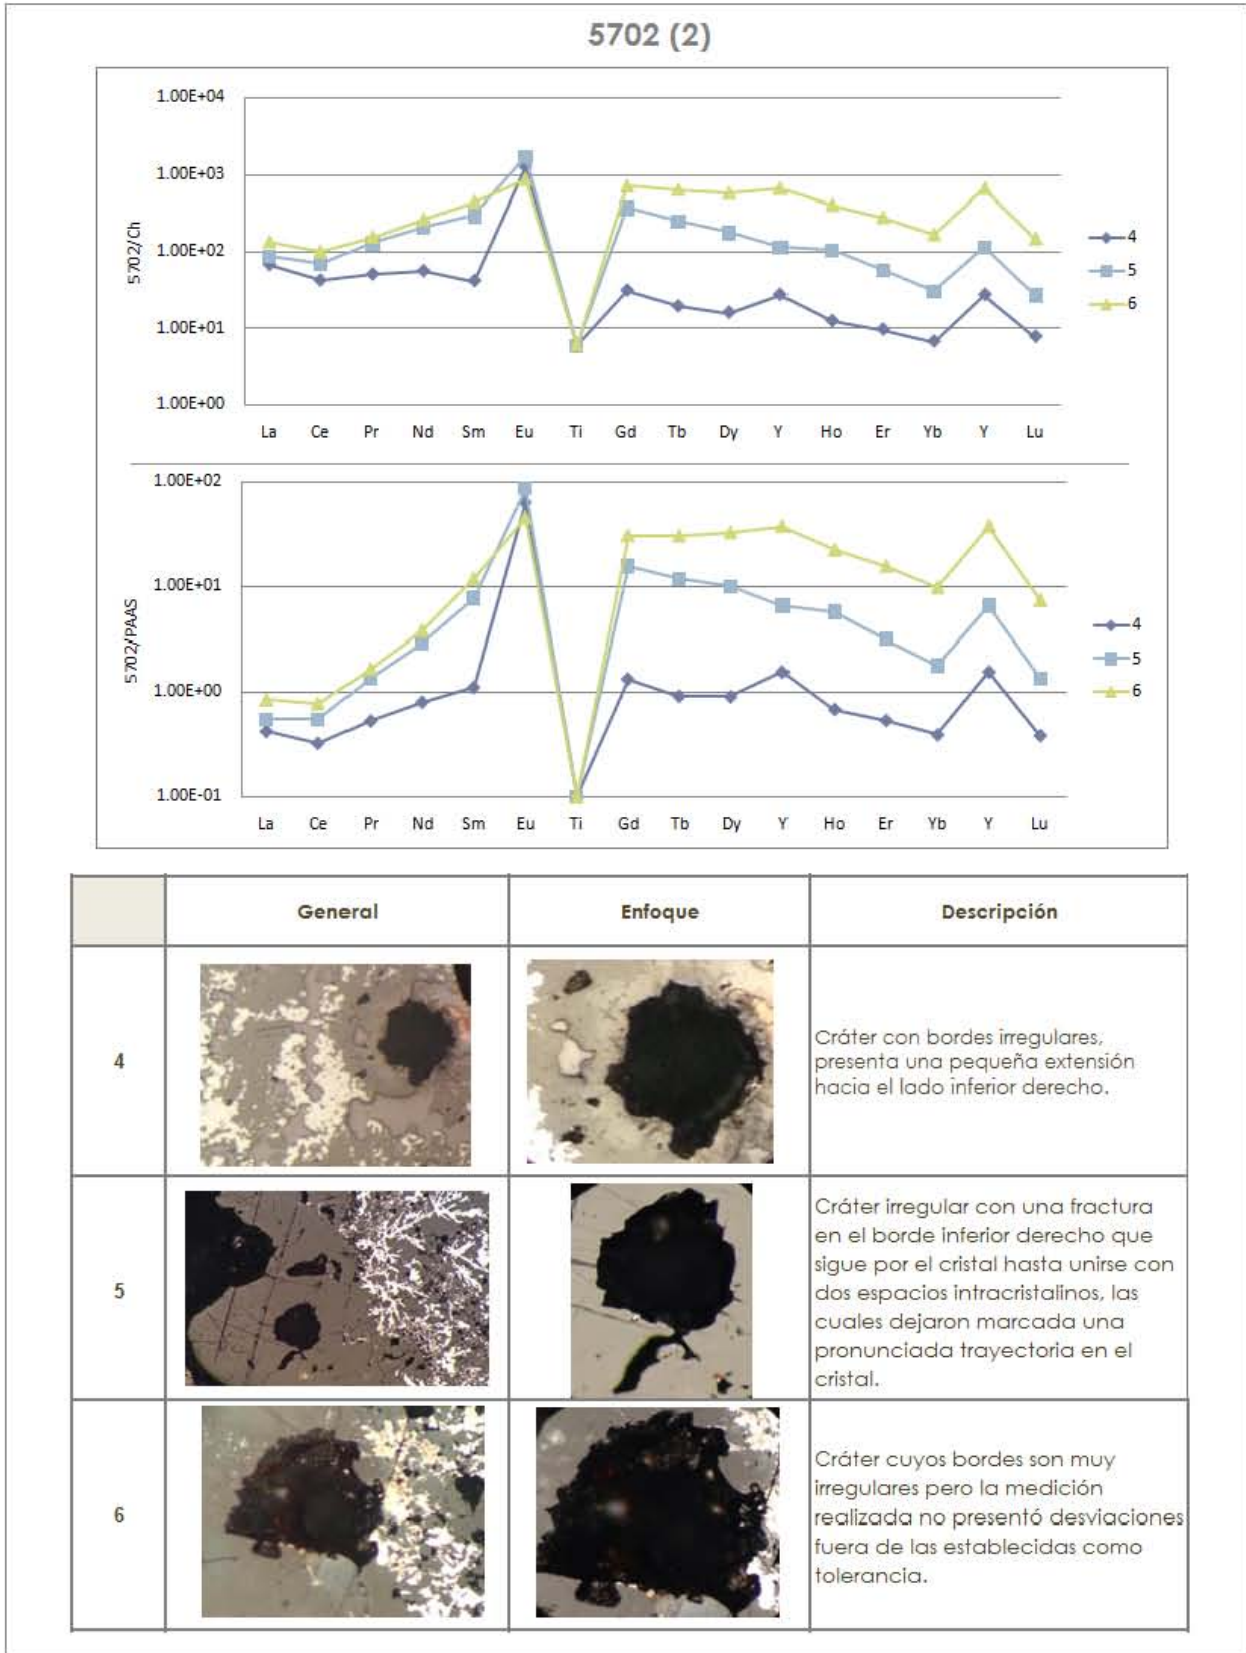 5702 (2)
1.00E+04
1.00E+03
1.00E+02
1.00E+01
1.00E+00
5702/Ch
La Ce Pr Nd Sm Eu Ti Gd Tb Dy Y Ho Er Yb Y Lu
4
5
6
1.00E+02
1.00E+01
1.00E+00
1.00E-01
5702/PAAS
La Ce Pr Nd Sm Eu Ti Gd Tb Dy Y Ho Er Yb Y Lu
4
5
6
General Enfoque Descripción
4
Cráter con bordes irregulares,
presenta una pequeña extensión
hacia el lado inferior derecho.
5
Cráter irregular con una fractura
en el borde inferior derecho que
sigue por el cristal hasta unirse con
dos espacios intracristalinos, las
cuales dejaron marcada una
pronunciada trayectoria en el
cristal.
6
Cráter cuyos bordes son muy
irregulares pero la medición
realizada no presentó desviaciones
fuera de las establecidas como
tolerancia.